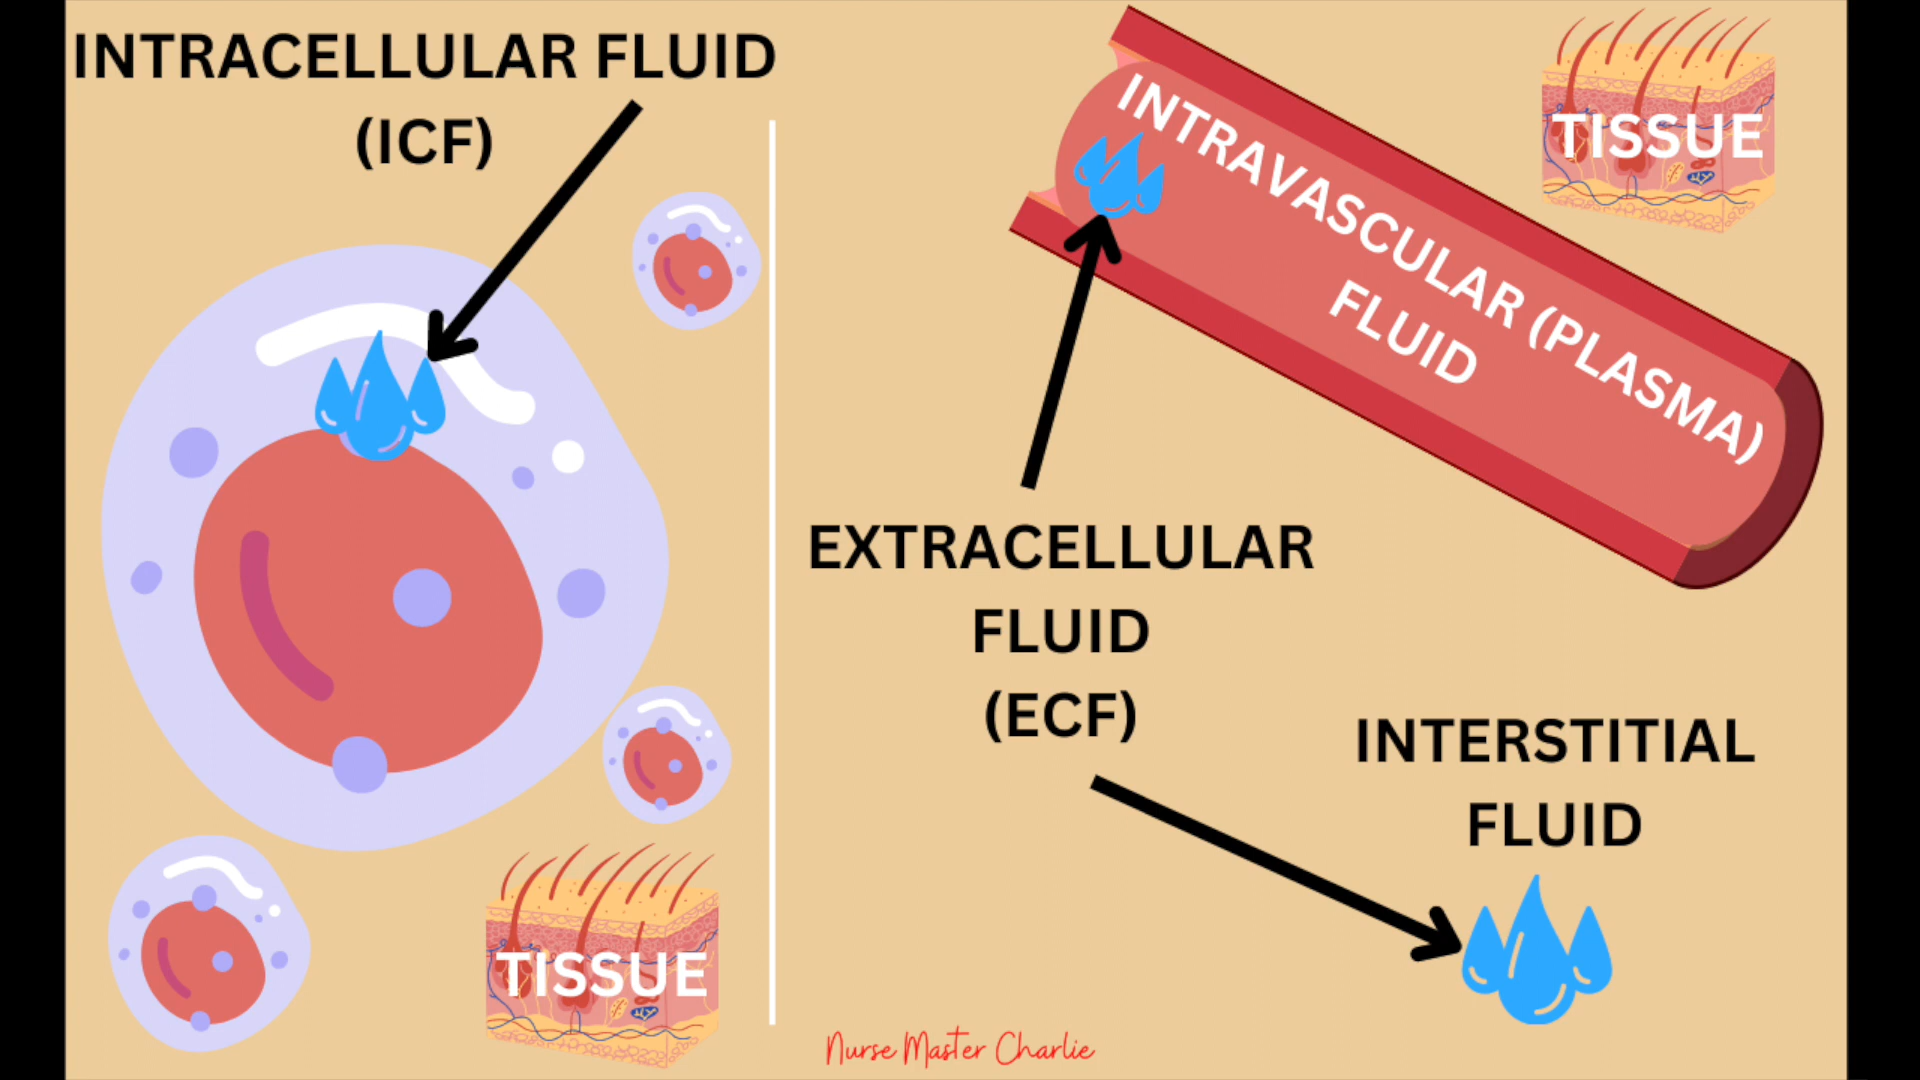 INTRACELLULAR FLUID
(ICF)
TISSUE
INTRAVASCULAR (PLASMA)
FLUID
TISSUE
EXTRACELLULAR
FLUID
(ECF)
INTERSTITIAL
FLUID
Nurse Master Charlie